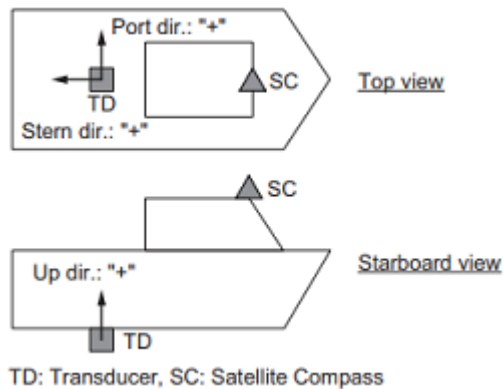 Port dir.: "+"
SC
TD
Top view
Stern dir.: "+"
SC
Up dir.: "+"
Starboard view
TD
TD: Transducer, SC: Satellite Compass